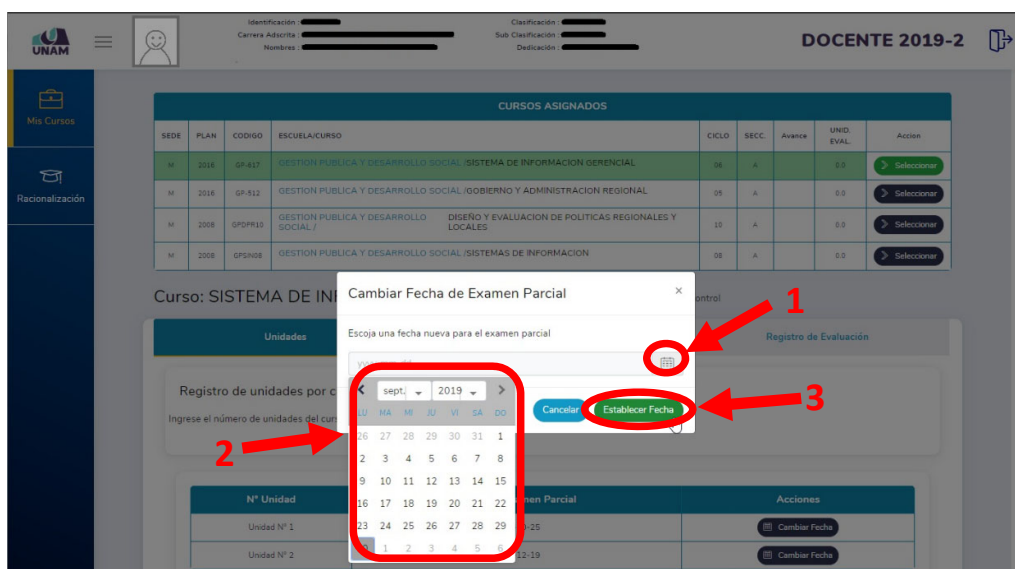 UNAM
Identificación :
Carrera Adscrita :
Nombres :
Clasificación :
Sub Clasificación :
Dedicación :
DOCENTE 2019-2
Mis Cursos
Racionalización
CURSOS ASIGNADOS
SEDE PLAN CODIGO ESCUELA/CURSO CICLO SECC. Avance UNID. EVAL. Accion
M 2016 GP-617 GESTION PUBLICA Y DESARROLLO SOCIAL /SISTEMA DE INFORMACION GERENCIAL 06 A 0.0 Seleccionar
M 2016 GP-512 GESTION PUBLICA Y DESARROLLO SOCIAL /GOBIERNO Y ADMINISTRACION REGIONAL 05 A 0.0 Seleccionar
M 2008 GPDPR10 GESTION PUBLICA Y DESARROLLO SOCIAL / DISEÑO Y EVALUACION DE POLITICAS REGIONALES Y LOCALES 10 A 0.0 Seleccionar
M 2008 GPSIN08 GESTION PUBLICA Y DESARROLLO SOCIAL /SISTEMAS DE INFORMACION 08 A 0.0 Seleccionar
Curso: SISTEMA DE IN
ontrol
Cambiar Fecha de Examen Parcial ×
1
Unidades
Registro de Evaluación
Escoja una fecha nueva para el examen parcial
Registro de unidades por c
Ingrese el número de unidades del cur
sept. 2019
LU MA MI JU VI SÁ DO
26 27 28 29 30 31 1
2 3 4 5 6 7 8
9 10 11 12 13 14 15
16 17 18 19 20 21 22
23 24 25 26 27 28 29
1 2 3 4 5 6
Cancelar
Establecer Fecha
3
2
N° Unidad
men Parcial
Acciones
Unidad N° 1
-25
Cambiar Fecha
Unidad N° 2
12-19
Cambiar Fecha